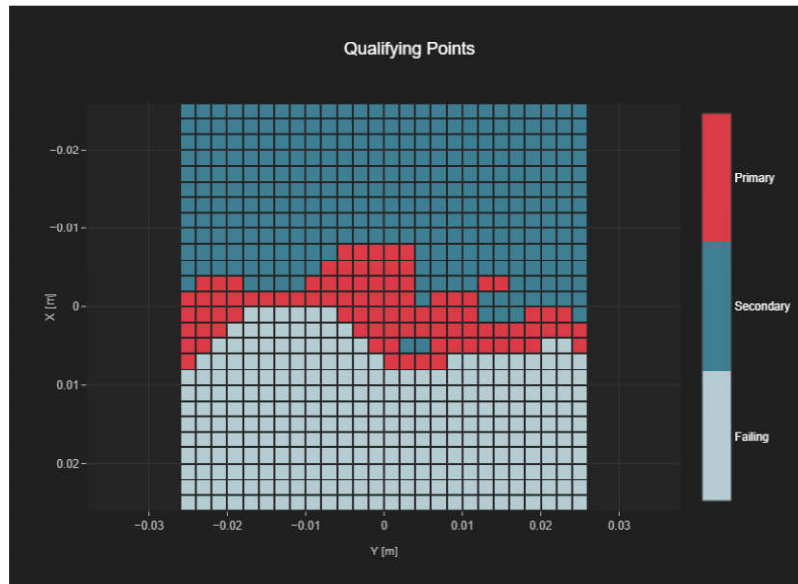 Qualifying Points
−0.02
−0.01
0
0.01
0.02
X [m]
−0.03
−0.02
−0.01
0
0.01
0.02
0.03
Y [m]
Primary
Secondary
Failing